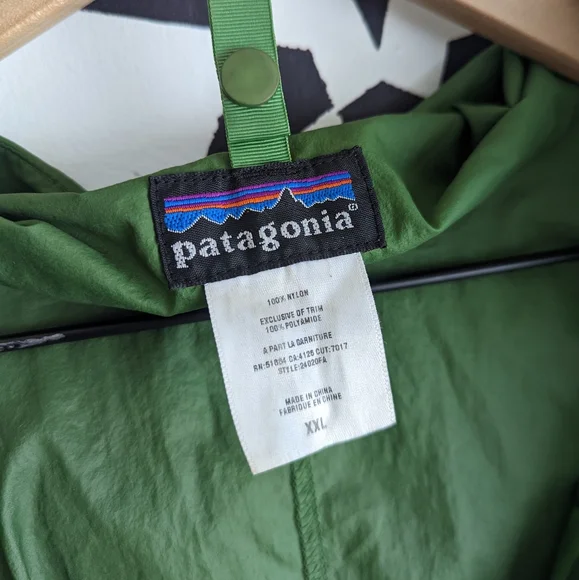 patagonia®
100% NYLON
EXCLUSIVE OF TRIM
100% POLYAMIDE
A PART LA GARNITURE
RN:51884 CA:4125 CUT:7017
STYLE:24020FA
MADE IN CHINA
FABRIQUE EN CHINE
XXL